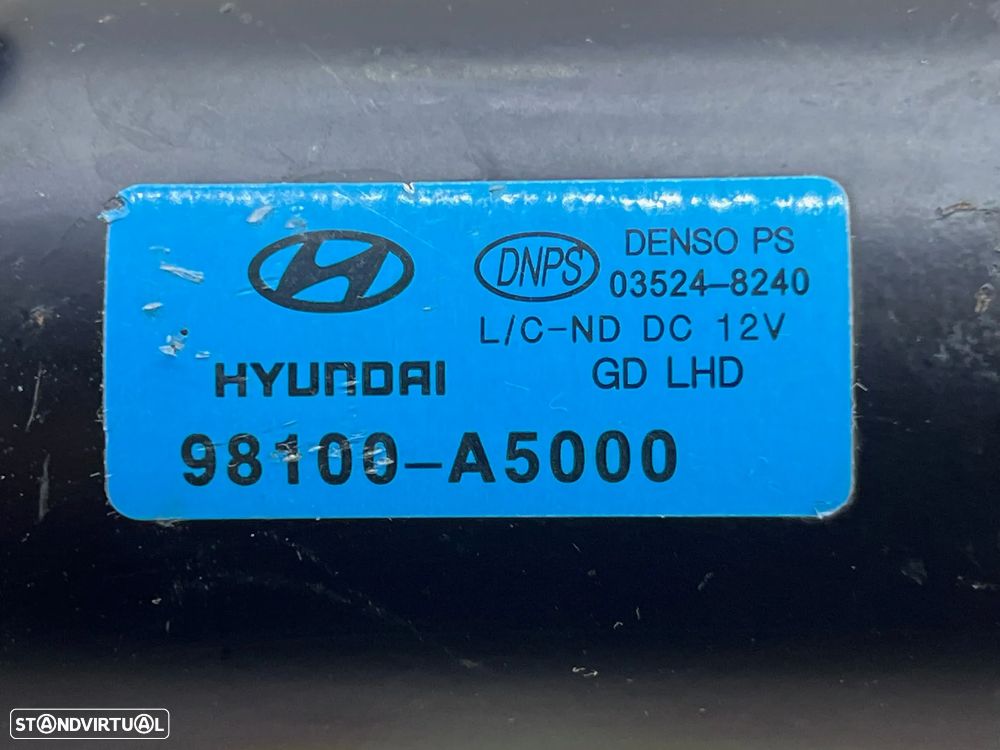 DNPS
DENSO PS
03524-8240
L/C-ND DC 12V
HYUNDAI
GD LHD
98100-A5000
STANDVIRTUAL